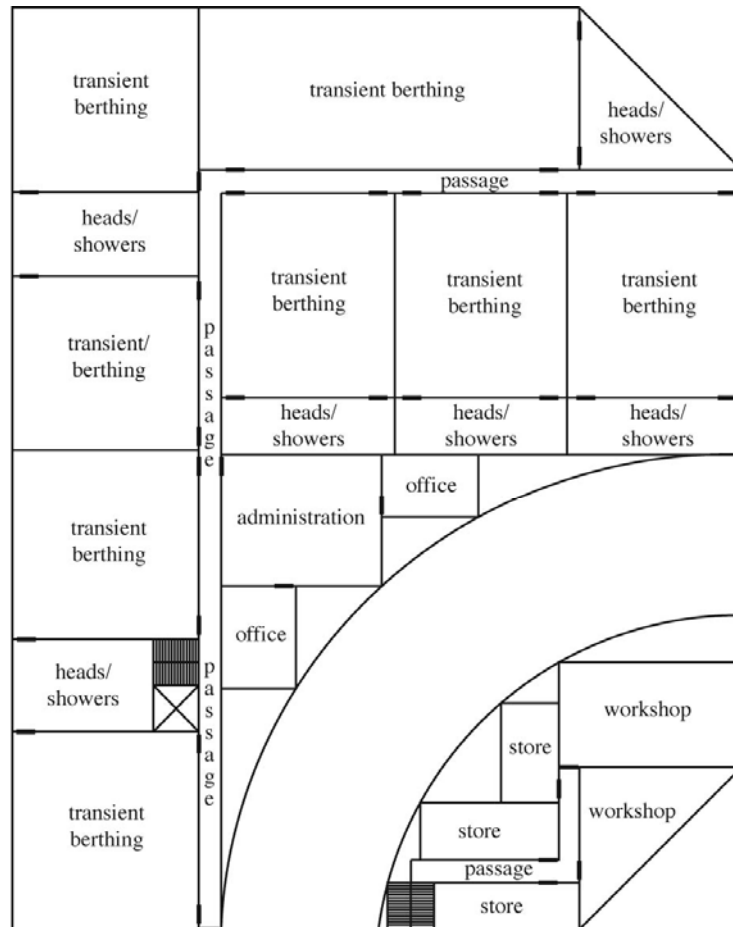 transient
berthing
transient berthing
heads/
showers
passage
heads/
showers
transient
berthing
transient
berthing
transient
berthing
transient/
berthing
passage
heads/
showers
heads/
showers
heads/
showers
office
administration
transient
berthing
office
heads/
showers
passage
workshop
store
transient
berthing
workshop
store
passage
store